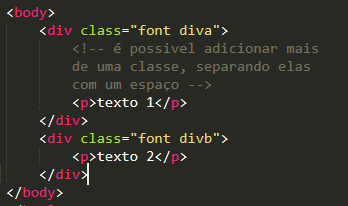 <body>
<div class="font diva">
<!-- é possivel adicionar mais
de uma classe, separando elas
com um espaço -->
<p>texto 1</p>
</div>
<div class="font divb">
<p>texto 2</p>
</div>
</body>